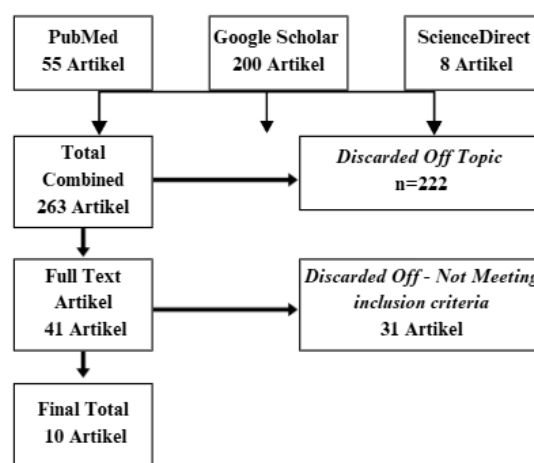 PubMed
55 Artikel
Google Scholar
200 Artikel
ScienceDirect
8 Artikel
Total
Combined
263 Artikel
Discarded Off Topic
n=222
Full Text
Artikel
41 Artikel
Discarded Off - Not Meeting
inclusion criteria
31 Artikel
Final Total
10 Artikel